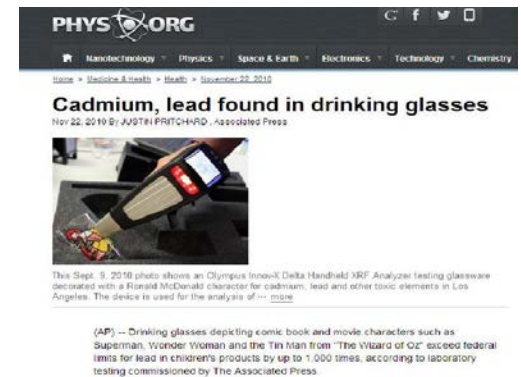 PHYS ORG
Nanotechnology Physics Space & Earth Electronics Technology Chemistry
Home > Medicine & Health > Health > November 22, 2010
Cadmium, lead found in drinking glasses
Nov 22, 2010 By JUSTIN PRITCHARD , Associated Press
This Sept. 9, 2010 photo shows an Olympus Innov-X Delta Handheld XRF Analyzer testing glassware
decorated with a Ronald McDonald character for cadmium, lead and other toxic elements in Los
Angeles. The device is used for the analysis of ··· more
(AP) -- Drinking glasses depicting comic book and movie characters such as
Superman, Wonder Woman and the Tin Man from "The Wizard of Oz" exceed federal
limits for lead in children's products by up to 1,000 times, according to laboratory
testing commissioned by The Associated Press.